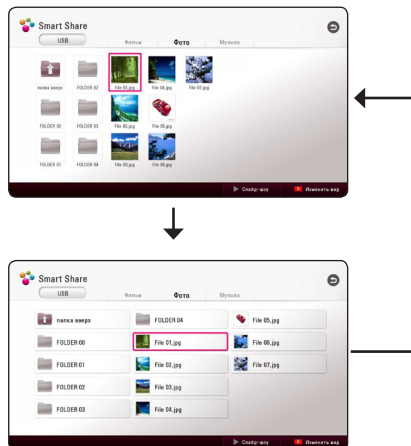 Smart Share
USB
Фильм Фото Музыка
папка вверх FOLDER 02 File 01.jpg File 04.jpg File 07.jpg
FOLDER 00 FOLDER 03 File 02.jpg File 05.jpg
FOLDER 01 FOLDER 04 File 03.jpg File 06.jpg
Слайд-шоу Изменить вид
Smart Share
USB
Фильм Фото Музыка
папка вверх FOLDER 04 File 05.jpg
FOLDER 00 File 01.jpg File 06.jpg
FOLDER 01 File 02.jpg File 07.jpg
FOLDER 02 File 03.jpg
FOLDER 03 File 04.jpg
Слайд-шоу Изменить вид